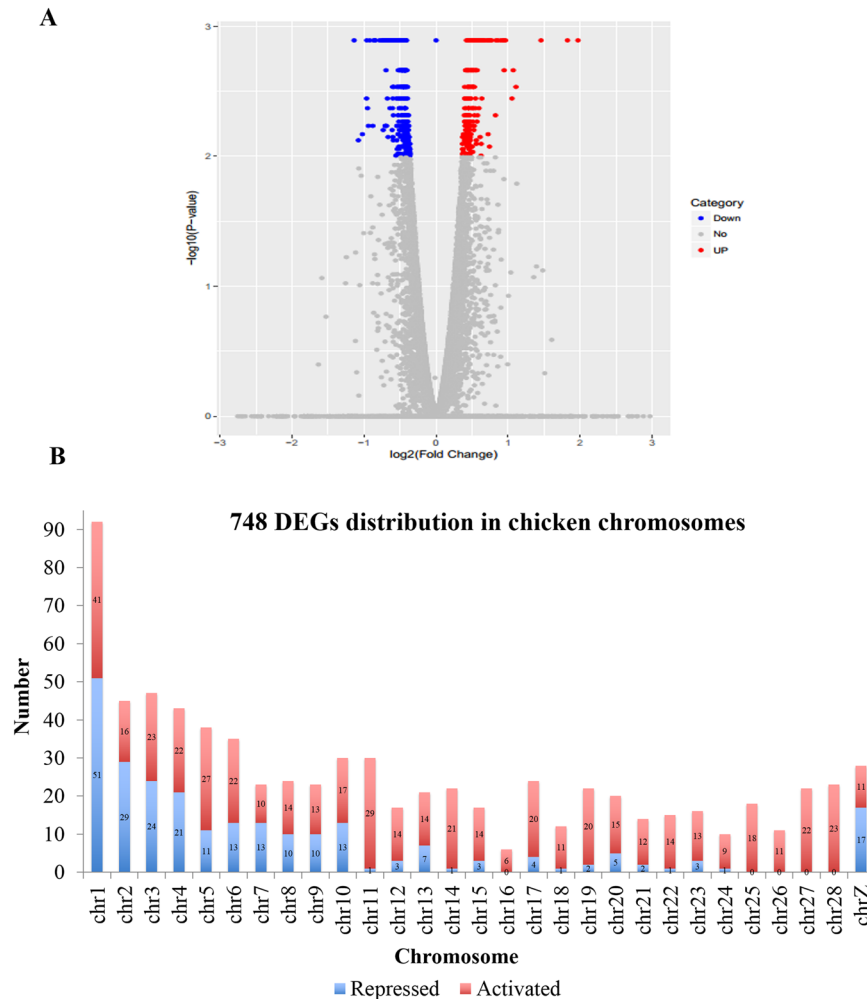 A
3
2
1
0
-log10(P-value)
−3 −2 −1 0 1 2 3
log2(Fold Change)
Category
Down
No
UP
B
748 DEGs distribution in chicken chromosomes
90
80
70
60
50
40
30
20
10
0
Number
41 16 23 22 27 22 10 14 13 17 29 14 14 21 14 6 20 11 20 15 12 14 13 9 18 11 22 23 11
51 29 24 21 11 13 13 10 10 13 1 3 7 1 3 0 4 1 2 5 2 1 3 1 0 0 0 0 17
chr1 chr2 chr3 chr4 chr5 chr6 chr7 chr8 chr9 chr10 chr11 chr12 chr13 chr14 chr15 chr16 chr17 chr18 chr19 chr20 chr21 chr22 chr23 chr24 chr25 chr26 chr27 chr28 chrZ
Chromosome
Repressed Activated